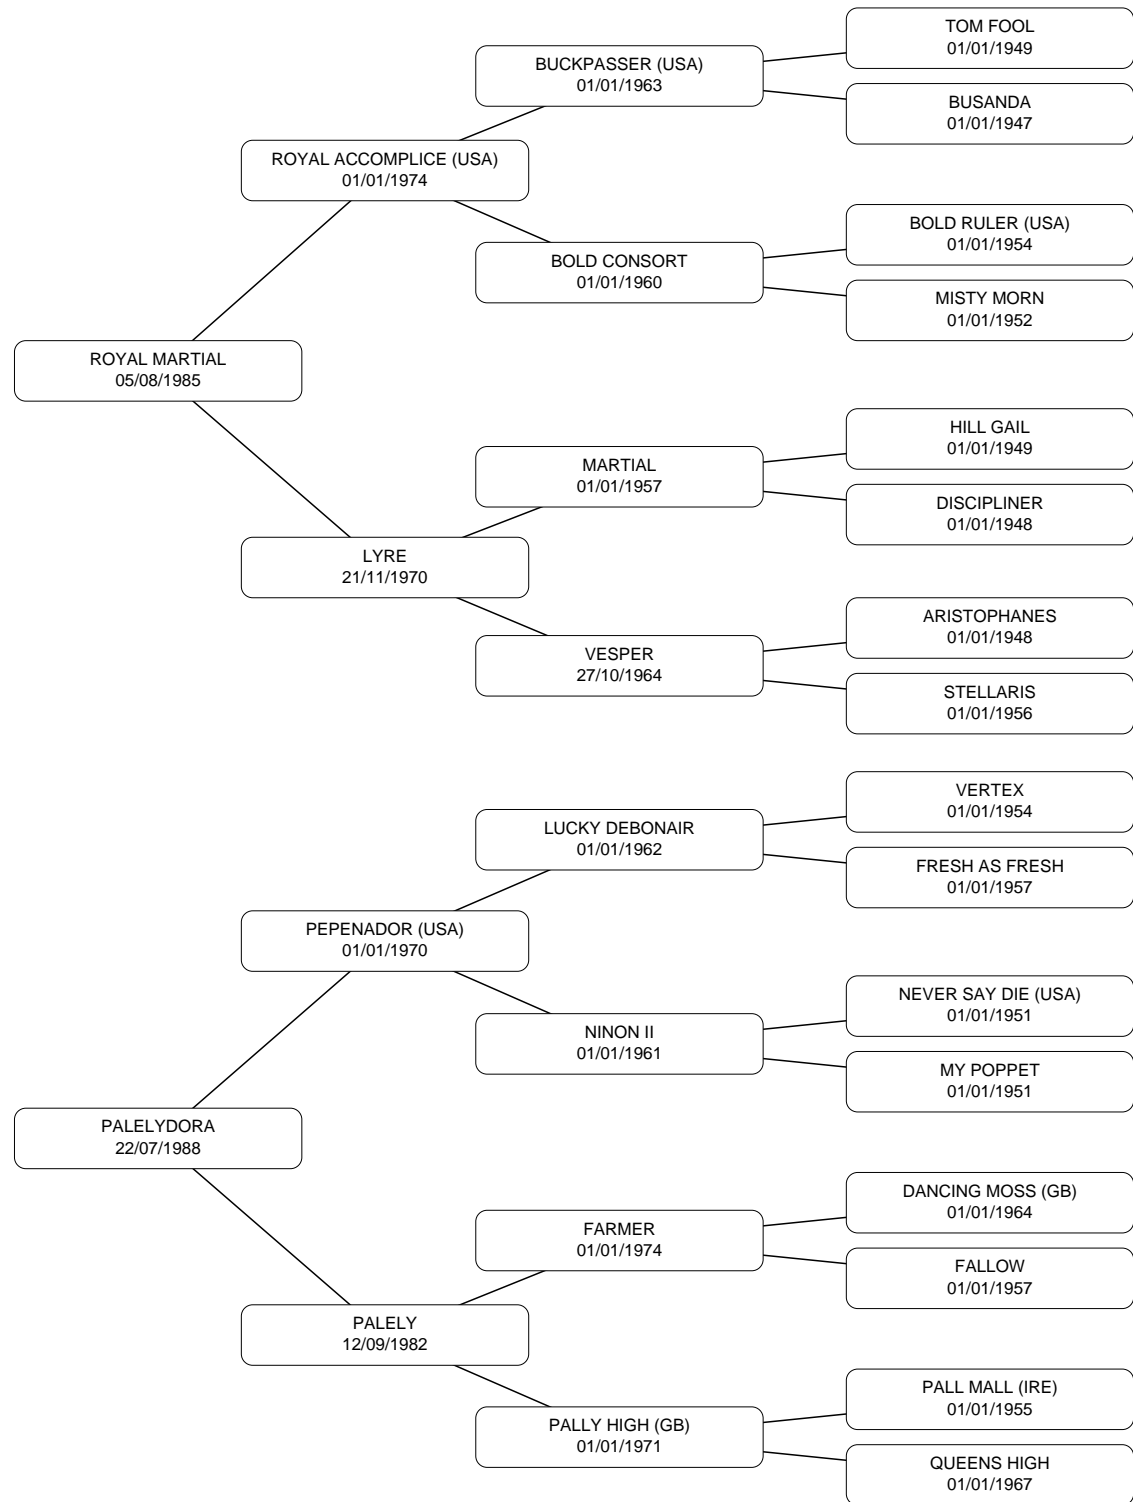 TOM FOOL
01/01/1949
BUCKPASSER (USA)
01/01/1963
BUSANDA
01/01/1947
ROYAL ACCOMPLICE (USA)
01/01/1974
BOLD RULER (USA)
01/01/1954
BOLD CONSORT
01/01/1960
MISTY MORN
01/01/1952
ROYAL MARTIAL
05/08/1985
HILL GAIL
01/01/1949
MARTIAL
01/01/1957
DISCIPLINER
01/01/1948
LYRE
21/11/1970
ARISTOPHANES
01/01/1948
VESPER
27/10/1964
STELLARIS
01/01/1956
VERTEX
01/01/1954
LUCKY DEBONAIR
01/01/1962
FRESH AS FRESH
01/01/1957
PEPENADOR (USA)
01/01/1970
NEVER SAY DIE (USA)
01/01/1951
NINON II
01/01/1961
MY POPPET
01/01/1951
PALELYDORA
22/07/1988
DANCING MOSS (GB)
01/01/1964
FARMER
01/01/1974
FALLOW
01/01/1957
PALELY
12/09/1982
PALL MALL (IRE)
01/01/1955
PALLY HIGH (GB)
01/01/1971
QUEENS HIGH
01/01/1967